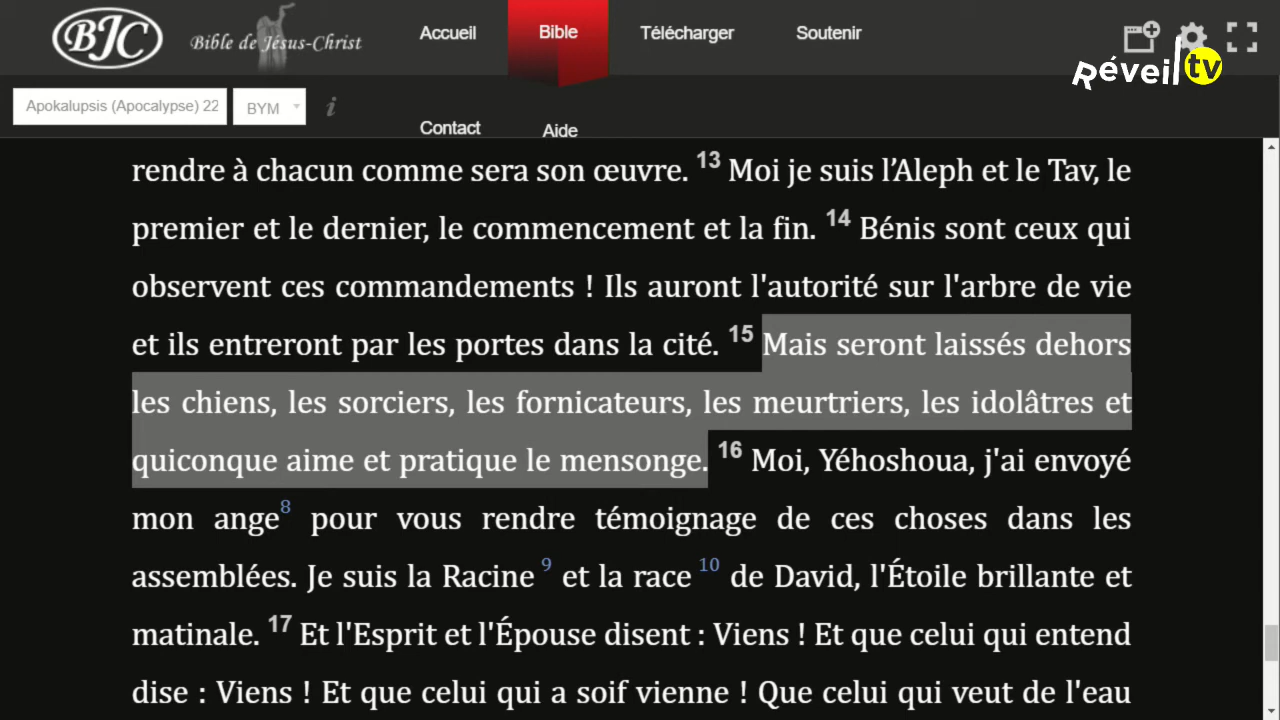 BJC
Bible de Jésus-Christ
Accueil
Bible
Télécharger
Soutenir
Réveil tv
Apokalupsis (Apocalypse) 22
BYM
i
Contact
Aide
rendre à chacun comme sera son œuvre. 13 Moi je suis l’Aleph et le Tav, le
premier et le dernier, le commencement et la fin. 14 Bénis sont ceux qui
observent ces commandements ! Ils auront l'autorité sur l'arbre de vie
et ils entreront par les portes dans la cité. 15 Mais seront laissés dehors
les chiens, les sorciers, les fornicateurs, les meurtriers, les idolâtres et
quiconque aime et pratique le mensonge. 16 Moi, Yéhoshoua, j'ai envoyé
mon ange8 pour vous rendre témoignage de ces choses dans les
assemblées. Je suis la Racine 9 et la race 10 de David, l'Étoile brillante et
matinale. 17 Et l'Esprit et l'Épouse disent : Viens ! Et que celui qui entend
dise : Viens ! Et que celui qui a soif vienne ! Que celui qui veut de l'eau